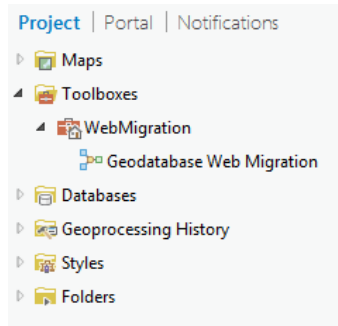 Project | Portal | Notifications
Maps
Toolboxes
WebMigration
Geodatabase Web Migration
Databases
Geoprocessing History
Styles
Folders